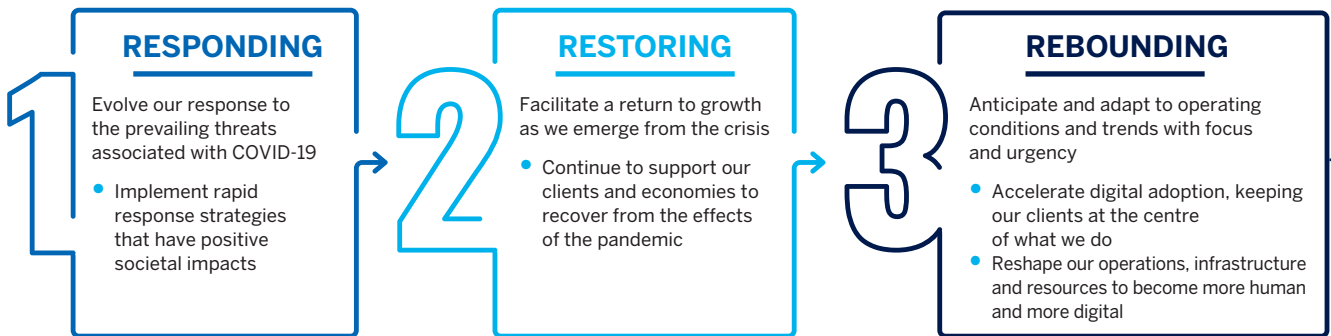 1
RESPONDING
Evolve our response to
the prevailing threats
associated with COVID-19
• Implement rapid
response strategies
that have positive
societal impacts
2
RESTORING
Facilitate a return to growth
as we emerge from the crisis
• Continue to support our
clients and economies to
recover from the effects
of the pandemic
3
REBOUNDING
Anticipate and adapt to operating
conditions and trends with focus
and urgency
• Accelerate digital adoption, keeping
our clients at the centre
of what we do
• Reshape our operations, infrastructure
and resources to become more human
and more digital